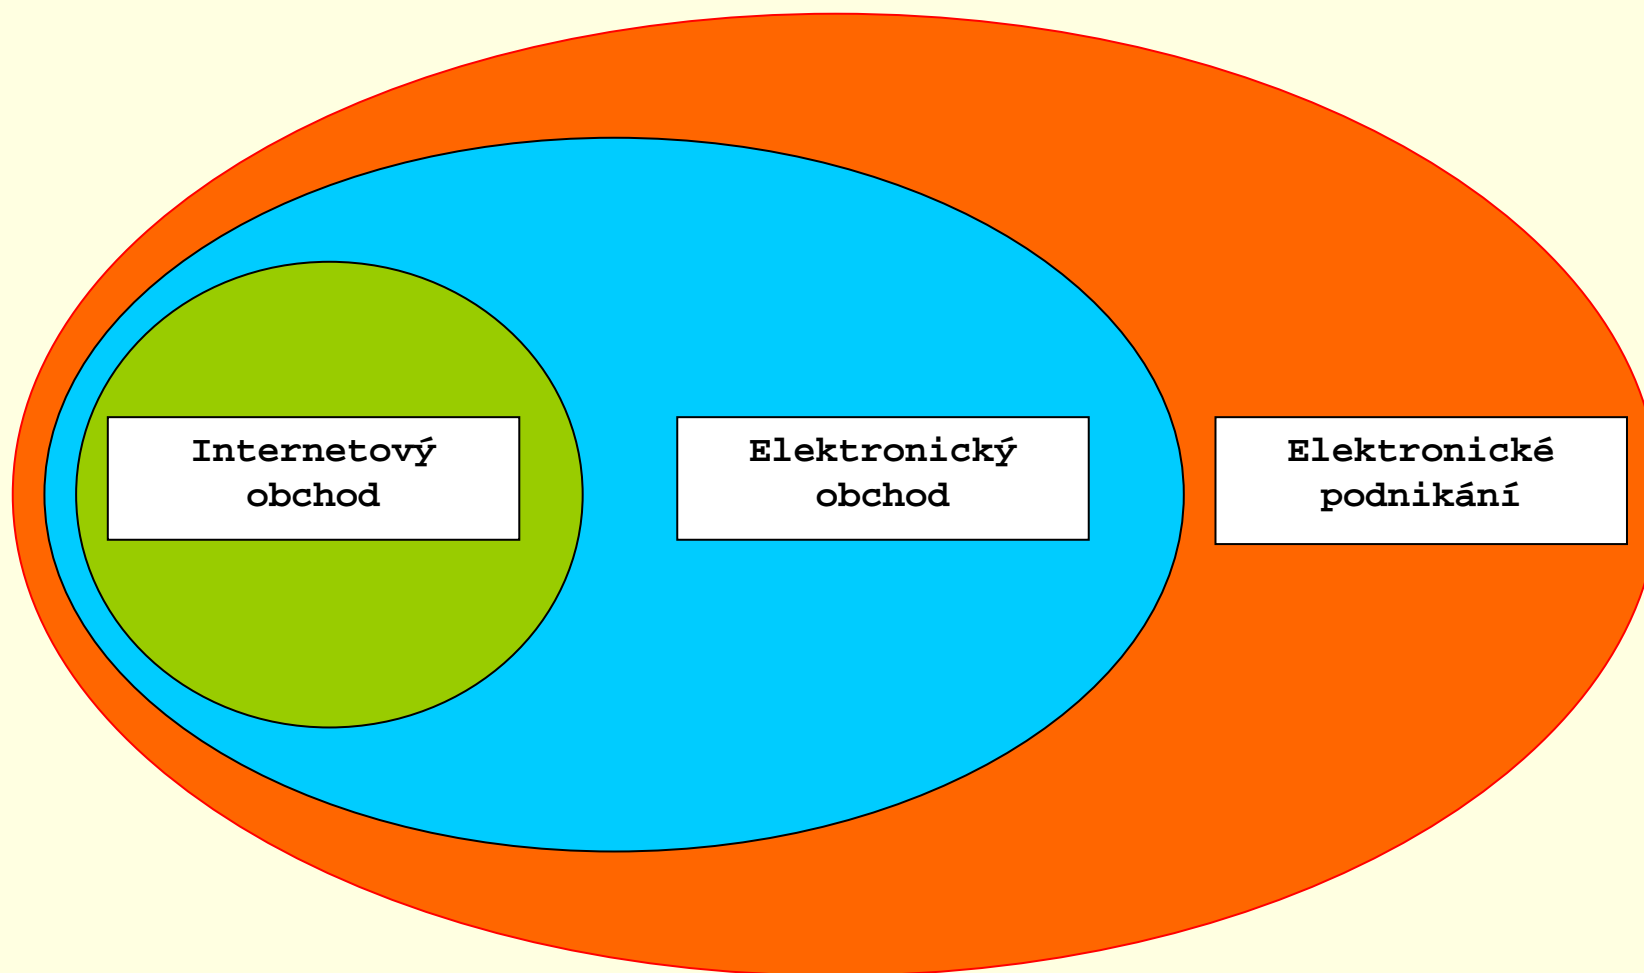 Internetový
obchod
Elektronický
obchod
Elektronické
podnikání